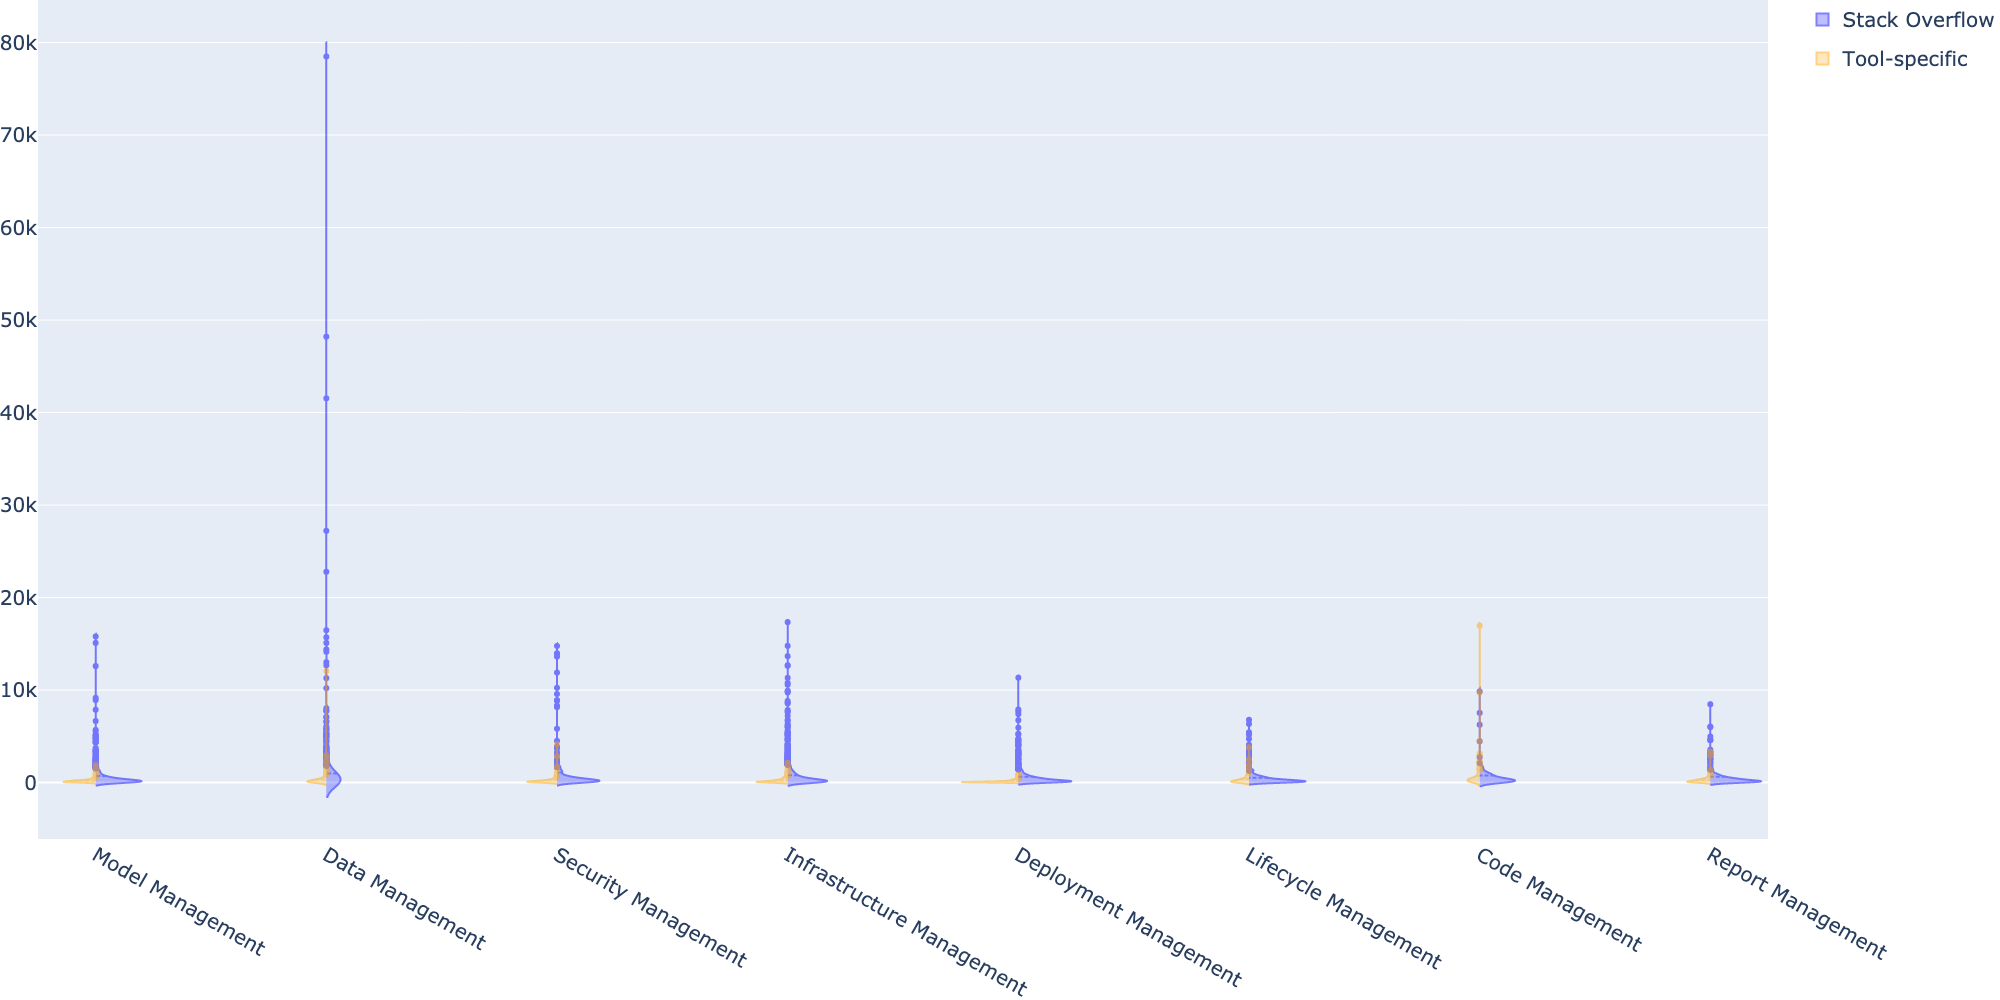 Stack Overflow
Tool-specific
80k
70k
60k
50k
40k
30k
20k
10k
0
Model Management
Data Management
Security Management
Infrastructure Management
Deployment Management
Lifecycle Management
Code Management
Report Management